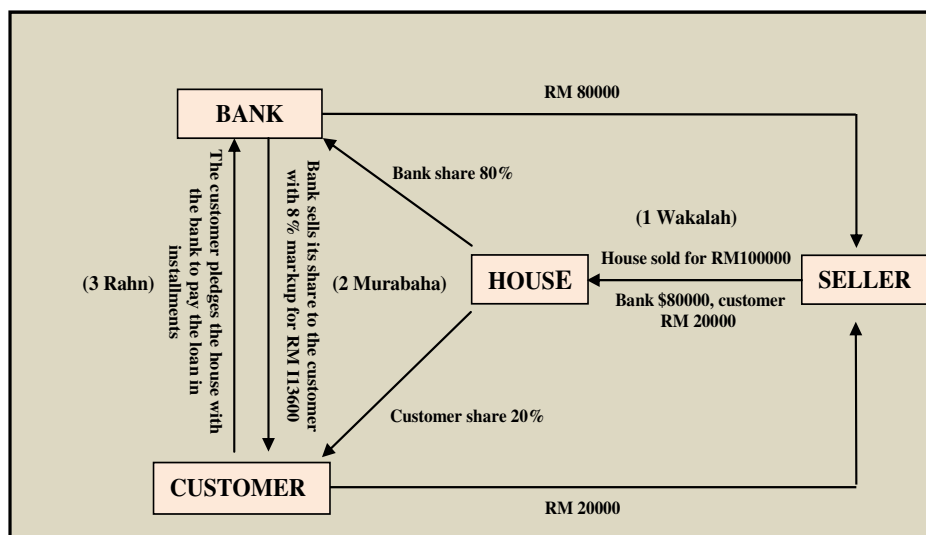 RM 80000
BANK
Bank share 80%
(1 Wakalah)
House sold for RM100000
HOUSE
SELLER
Bank $80000, customer
RM 20000
(3 Rahn)
The customer pledges the house with
the bank to pay the loan in
installments
Bank sells its share to the customer
with 8% markup for RM I13600
(2 Murabaha)
Customer share 20%
CUSTOMER
RM 20000